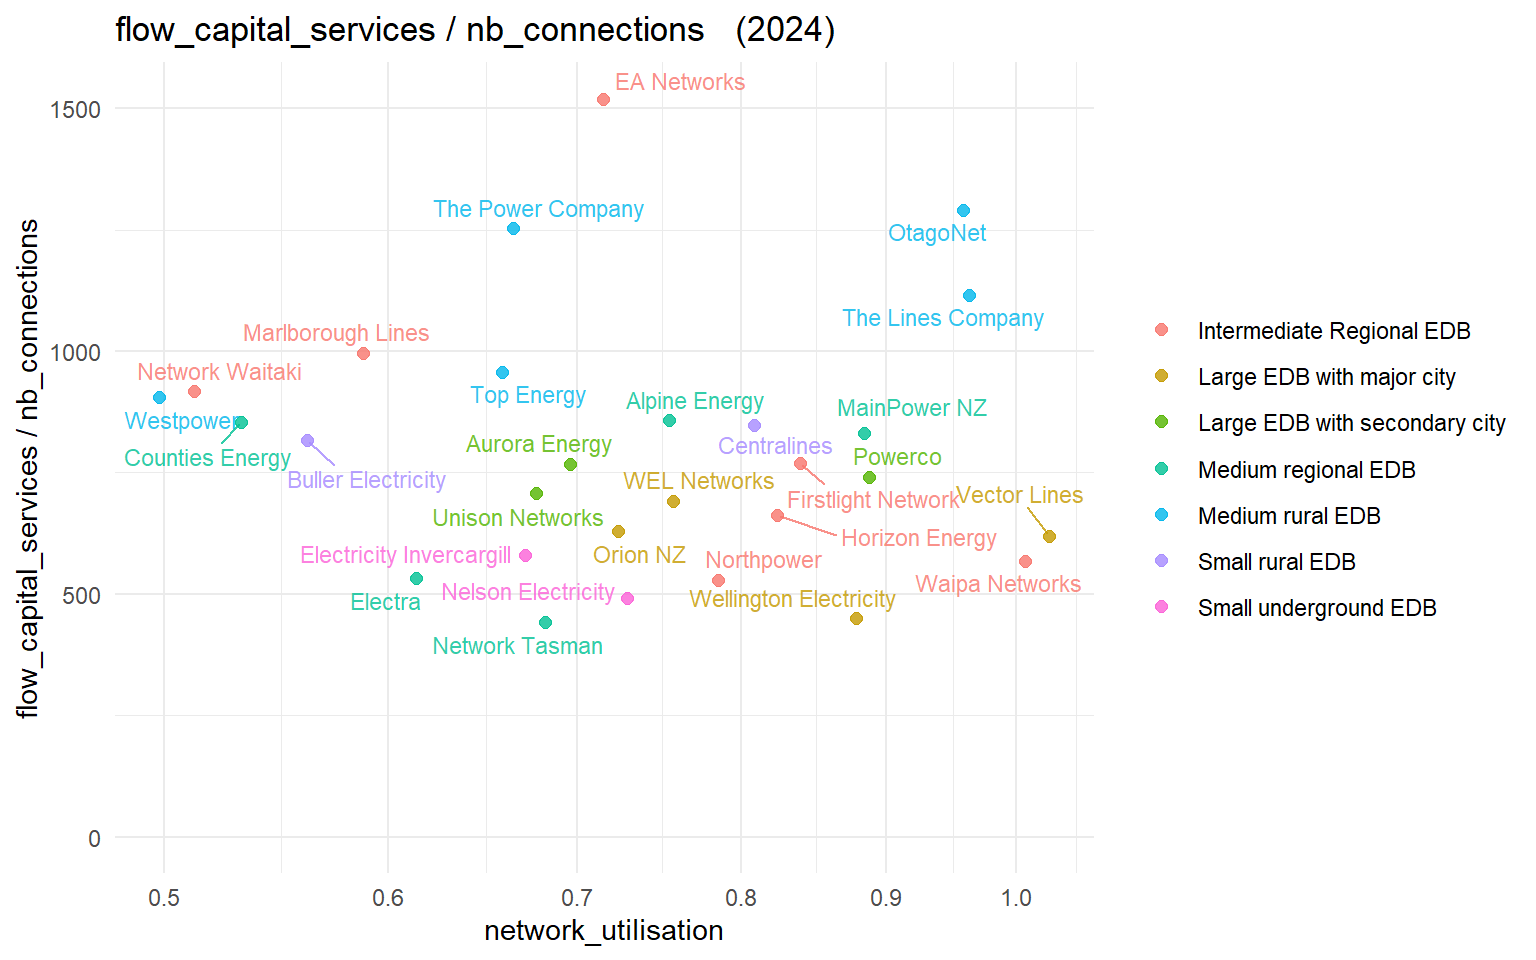 flow_capital_services / nb_connections   (2024)
flow_capital_services / nb_connections
1500
1000
500
0
EA Networks
The Power Company
OtagoNet
The Lines Company
Marlborough Lines
Network Waitaki
Top Energy
Alpine Energy
MainPower NZ
Westpower
Counties Energy
Aurora Energy
Centralines
Powerco
Buller Electricity
WEL Networks
Firstlight Network
Vector Lines
Unison Networks
Horizon Energy
Electricity Invercargill
Orion NZ
Northpower
Waipa Networks
Electra
Nelson Electricity
Wellington Electricity
Network Tasman
0.5
0.6
0.7
0.8
0.9
1.0
network_utilisation
Intermediate Regional EDB
Large EDB with major city
Large EDB with secondary city
Medium regional EDB
Medium rural EDB
Small rural EDB
Small underground EDB